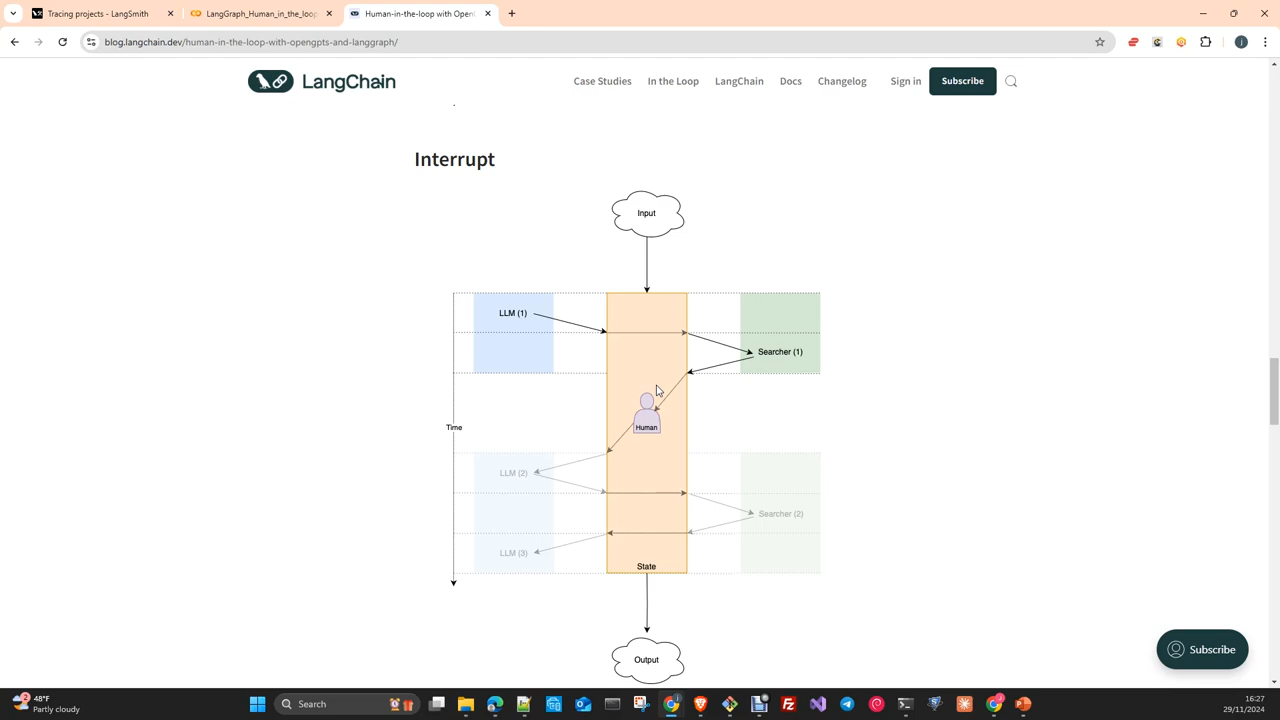 Tracing projects - LangSmith
LangGraph_Human_in_the_loop
Human-in-the-loop with OpenG
blog.langchain.dev/human-in-the-loop-with-opengpts-and-langgraph/
LangChain
Case Studies
In the Loop
LangChain
Docs
Changelog
Sign in
Subscribe
Interrupt
Input
LLM (1)
Searcher (1)
Time
Human
LLM (2)
Searcher (2)
LLM (3)
State
Output
Subscribe
2
48°F
Partly cloudy
Search
16:27
29/11/2024